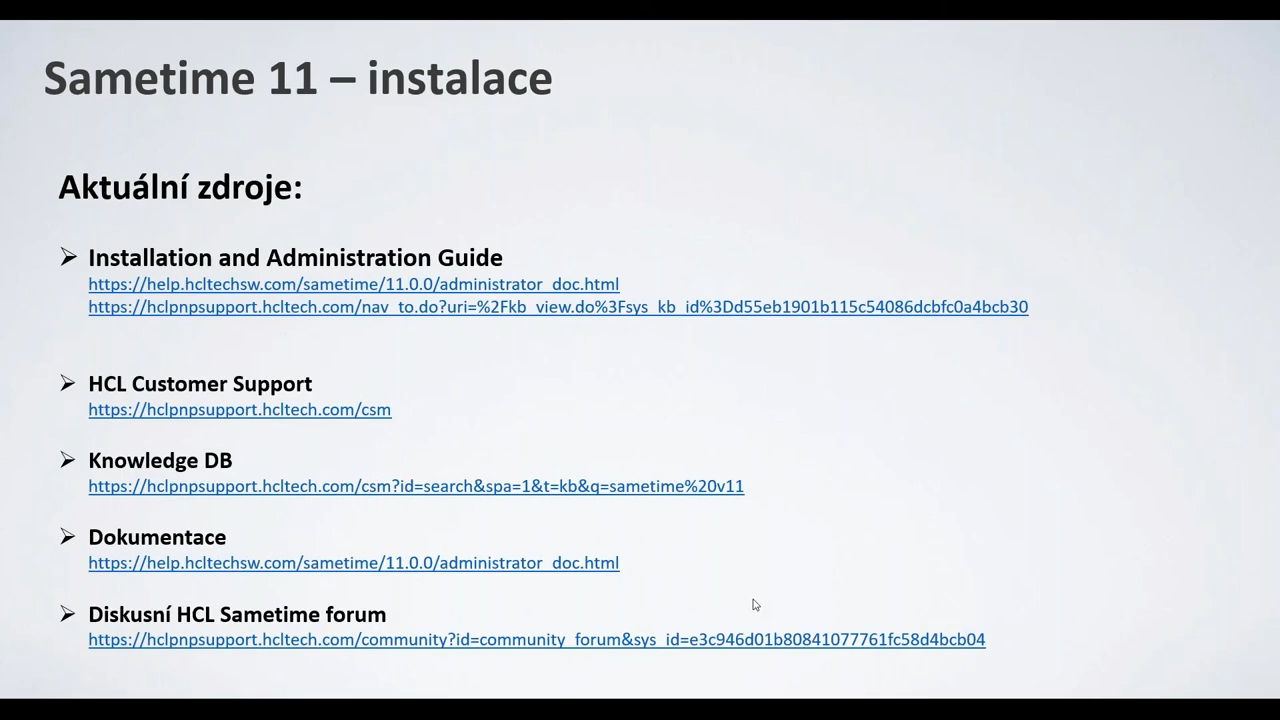 Sametime 11 – instalace
Aktuální zdroje:
Installation and Administration Guide
https://help.hcltechsw.com/sametime/11.0.0/administrator_doc.html
https://hclpnpsupport.hcltech.com/nav_to.do?uri=%2Fkb_view.do%3Fsys_kb_id%3Dd55eb1901b115c54086dcbfc0a4bcb30
HCL Customer Support
https://hclpnpsupport.hcltech.com/csm
Knowledge DB
https://hclpnpsupport.hcltech.com/csm?id=search&spa=1&t=kb&q=sametime%20v11
Dokumentace
https://help.hcltechsw.com/sametime/11.0.0/administrator_doc.html
Diskusní HCL Sametime forum
https://hclpnpsupport.hcltech.com/community?id=community_forum&sys_id=e3c946d01b80841077761fc58d4bcb04